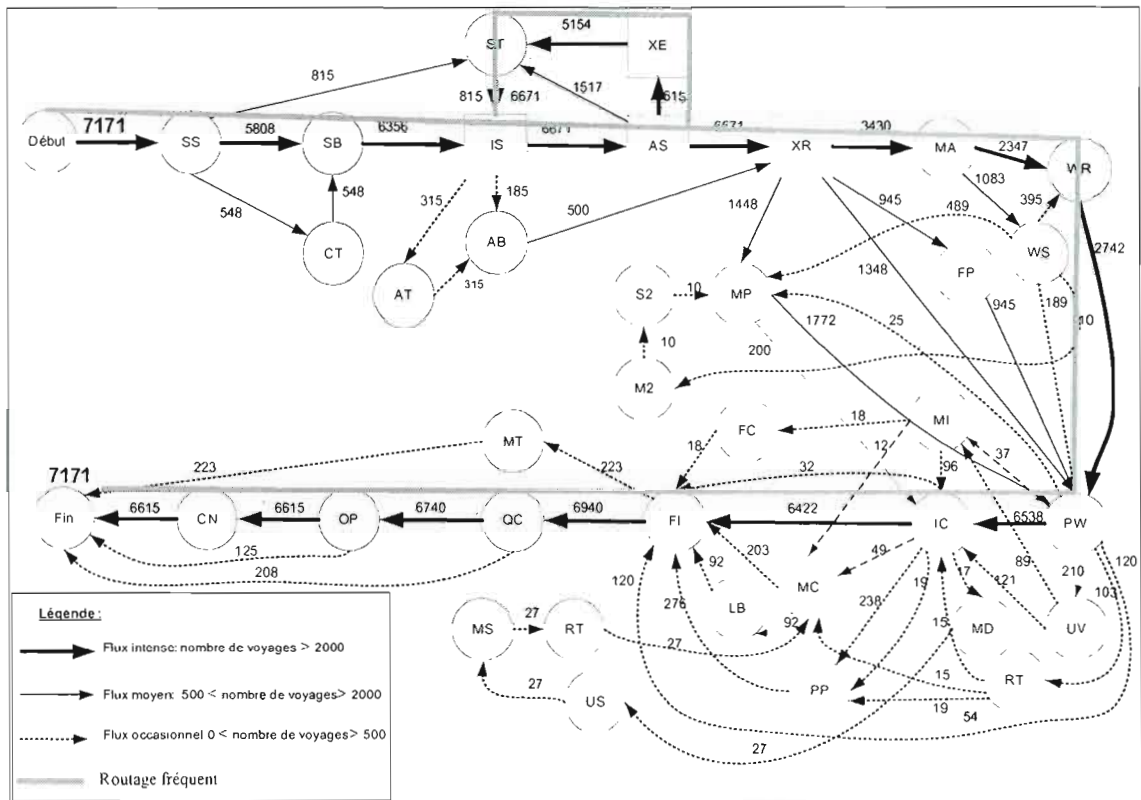 5154
ST
XE
815
1517
815
6671
615
7171
5808
6356
6671
6671
3430
2347
Début
SS
SB
IS
AS
XR
MA
WR
1083
548
548
315
185
500
1448
945
489
395
2742
CT
AB
AT
315
WS
FP
1348
S2
10
MP
945
189
1772
25
10
200
10
M2
FC
18
MI
MT
18
12
96
37
7171
223
223
32
Fin
6615
CN
6615
OP
6740
QC
6940
FI
6422
IC
6538
PW
125
208
120
92
203
49
19
17
121
89
210
103
120
276
238
MC
LB
92
MS
27
RT
27
15
MD
UV
PP
15
RT
27
US
19
54
27
Légende :
Flux intense: nombre de voyages > 2000
Flux moyen: 500 < nombre de voyages> 2000
Flux occasionnel 0 < nombre de voyages> 500
Routage fréquent